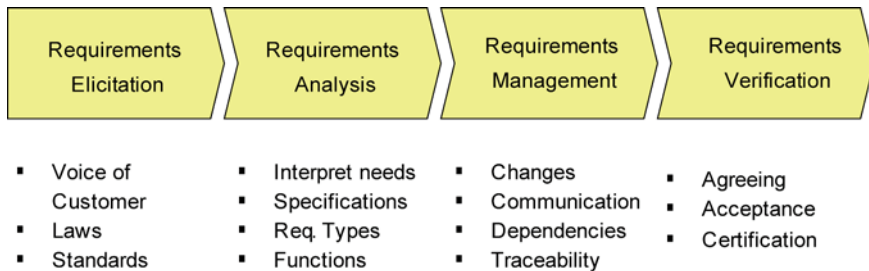 Requirements
Elicitation
Requirements
Analysis
Requirements
Management
Requirements
Verification
▪ Voice of
Customer
▪ Laws
▪ Standards
▪ Interpret needs
▪ Specifications
▪ Req. Types
▪ Functions
▪ Changes
▪ Communication
▪ Dependencies
▪ Traceability
▪ Agreeing
▪ Acceptance
▪ Certification